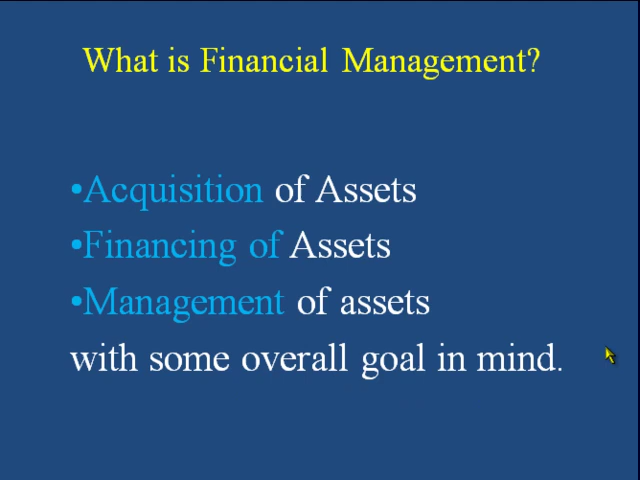 What is Financial Management?
•Acquisition of Assets
•Financing of Assets
•Management of assets
with some overall goal in mind.